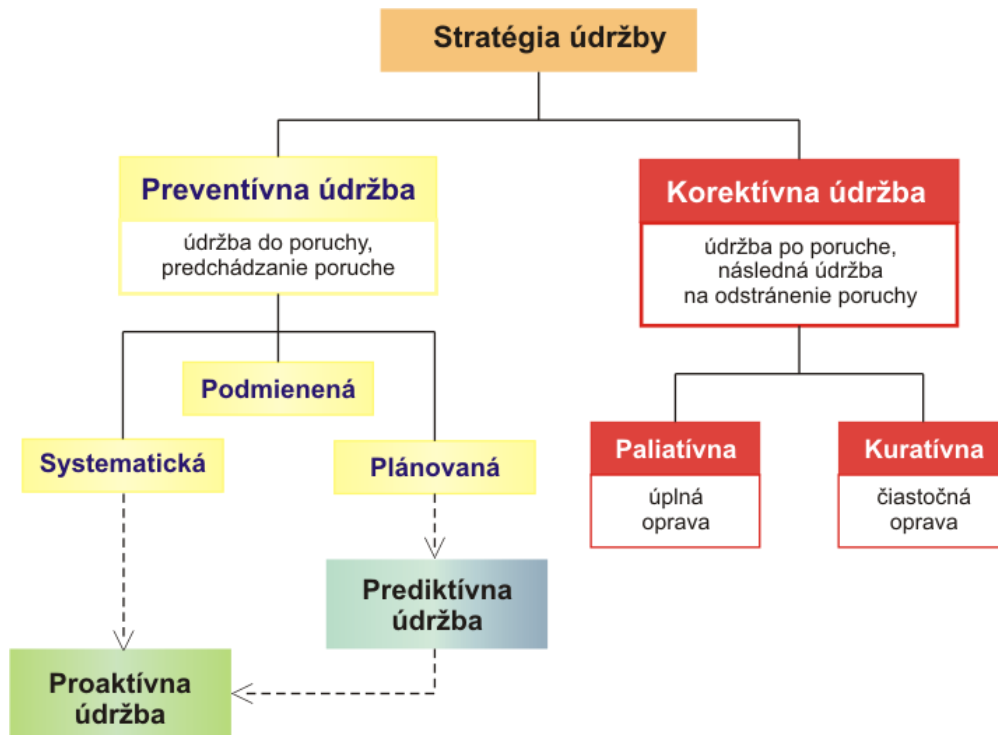 Stratégia údržby
Preventívna údržba
údržba do poruchy,
predchádzanie poruche
Korektívna údržba
údržba po poruche,
následná údržba
na odstránenie poruchy
Podmienená
Systematická
Plánovaná
Paliatívna
úplná
oprava
Kuratívna
čiastočná
oprava
Prediktívna
údržba
Proaktívna
údržba